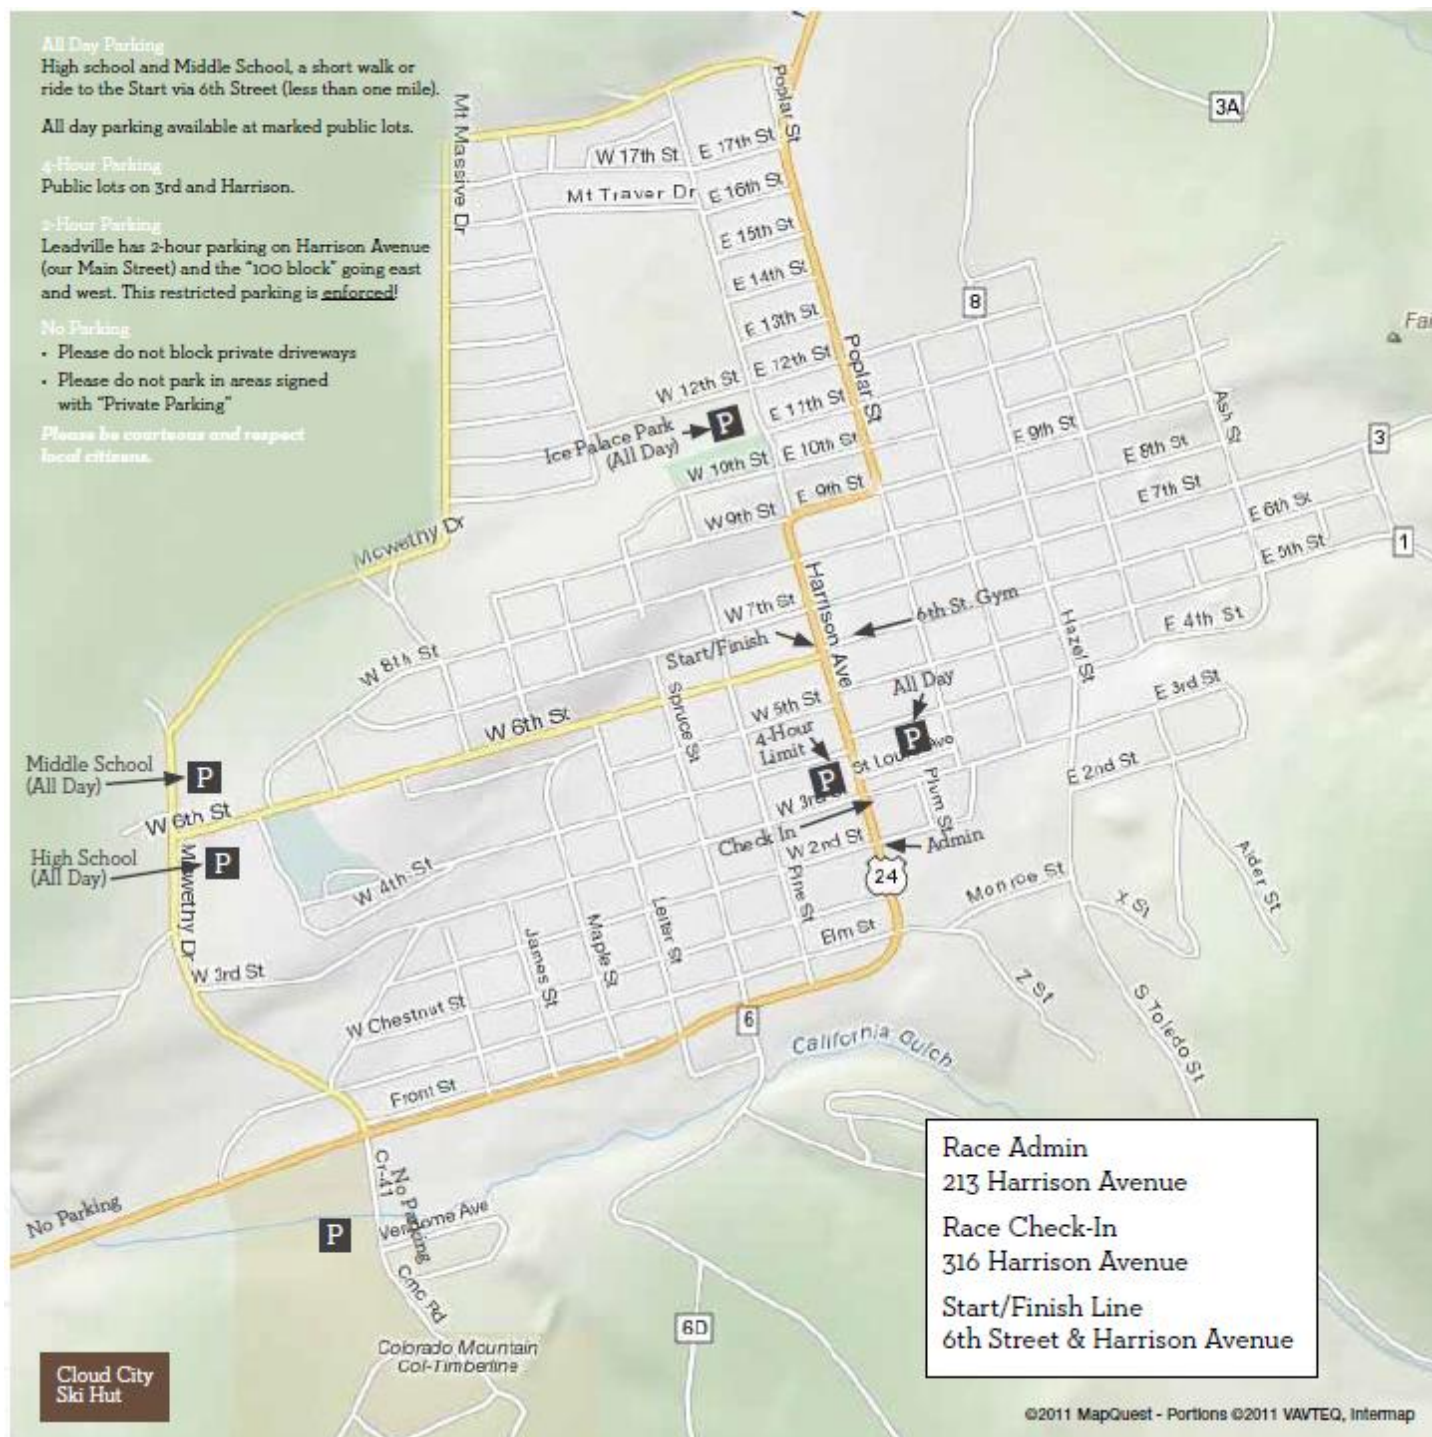 All Day Parking
High school and Middle School, a short walk or
ride to the Start via 6th Street (less than one mile).
All day parking available at marked public lots.
4-Hour Parking
Public lots on 3rd and Harrison.
2-Hour Parking
Leadville has 2-hour parking on Harrison Avenue
(our Main Street) and the "100 block" going east
and west. This restricted parking is enforced!
No Parking
• Please do not block private driveways
• Please do not park in areas signed
with "Private Parking"
Please be courteous and respect
local citizens.
Mt Massive Dr
Poplar St
3A
W 17th St
E 17th St
Mt Traver Dr
E 16th St
E 15th St
E 14th St
8
E 13th St
Poplar St
W 12th St
E 12th St
Ice Palace Park
(All Day)
P
E 11th St
Ash St
E 9th St
3
W 10th St
E 10th St
E 8th St
E 9th St
E 7th St
W 9th St
E 6th St
Mcwethy Dr
E 5th St
1
Harrison Ave
W 7th St
6th St. Gym
Hazel St
E 4th St
Start/Finish
W 8th St
All Day
P
E 3rd St
Spruce St
W 5th St
W 6th St
4-Hour
Limit
P
Middle School
(All Day)
P
E 2nd St
W 3rd St
Plum St
W 6th St
Check In
W 2nd St
Admin
High School
(All Day)
P
Mcwethy Dr
W 4th St
24
Pine St
Monroe St
X St
Alder St
Leiter St
Maple St
James St
Elm St
W 3rd St
Z St
S Toledo St
W Chestnut St
6
California Gulch
Front St
Cr-41
No Parking
No Parking
P
Vendome Ave
Cmc Rd
6D
Colorado Mountain
Col-Timberline
Race Admin
213 Harrison Avenue
Race Check-In
316 Harrison Avenue
Start/Finish Line
6th Street & Harrison Avenue
Cloud City
Ski Hut
©2011 MapQuest - Portions ©2011 VAVTEQ, Intermap